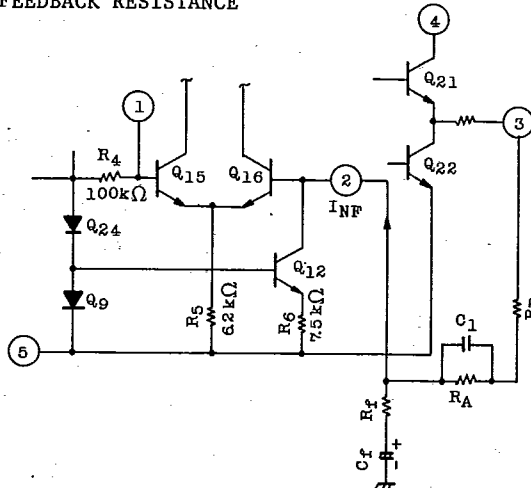 FEEDBACK RESISTANCE
4
Q21
1
3
R4
100kΩ
Q15
Q16
2
INF
Q22
Q24
Q12
Q9
R5
6.2kΩ
R6
7.5kΩ
5
C1
RA
Rf
Cf
+
-